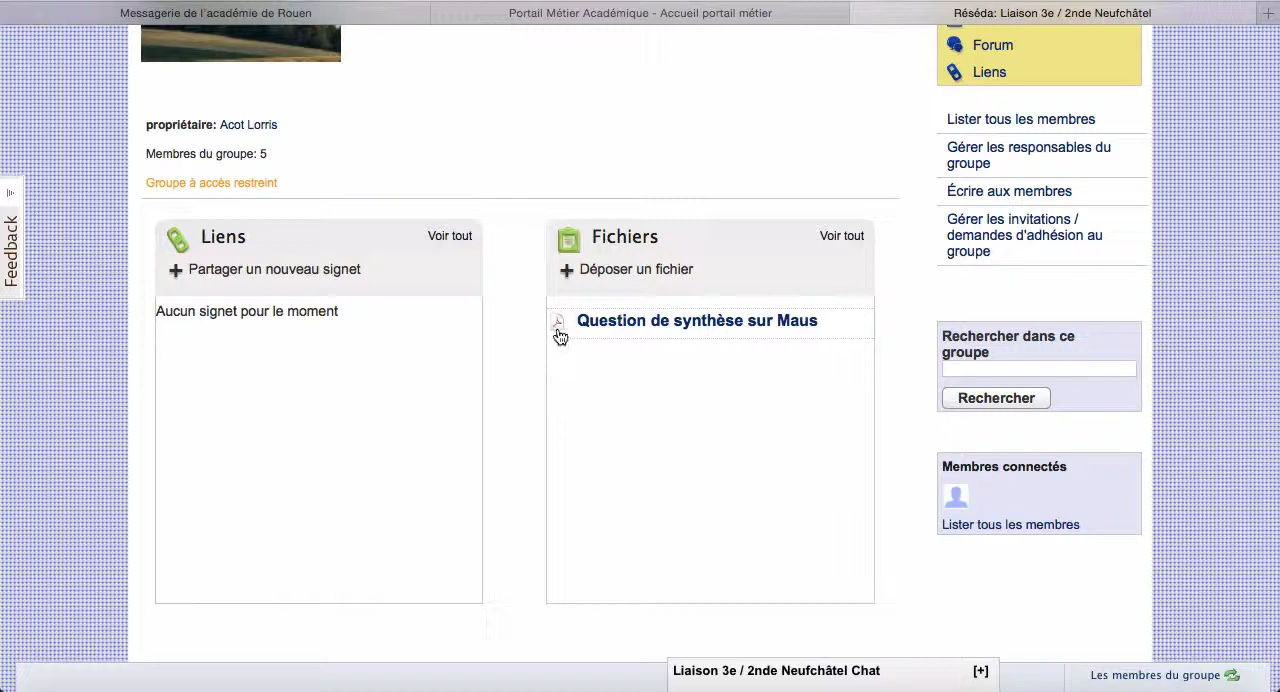 Messagerie de l'académie de Rouen
Portail Métier Académique - Accueil portail métier
Réséda: Liaison 3e / 2nde Neufchâtel
Forum
Liens
propriétaire: Acot Lorris
Membres du groupe: 5
Groupe à accès restreint
Lister tous les membres
Gérer les responsables du
groupe
Écrire aux membres
Gérer les invitations /
demandes d'adhésion au
groupe
Feedback
Liens
Voir tout
Partager un nouveau signet
Aucun signet pour le moment
Fichiers
Voir tout
Déposer un fichier
Question de synthèse sur Maus
Rechercher dans ce
groupe
Rechercher
Membres connectés
Lister tous les membres
Liaison 3e / 2nde Neufchâtel Chat
[+]
Les membres du groupe